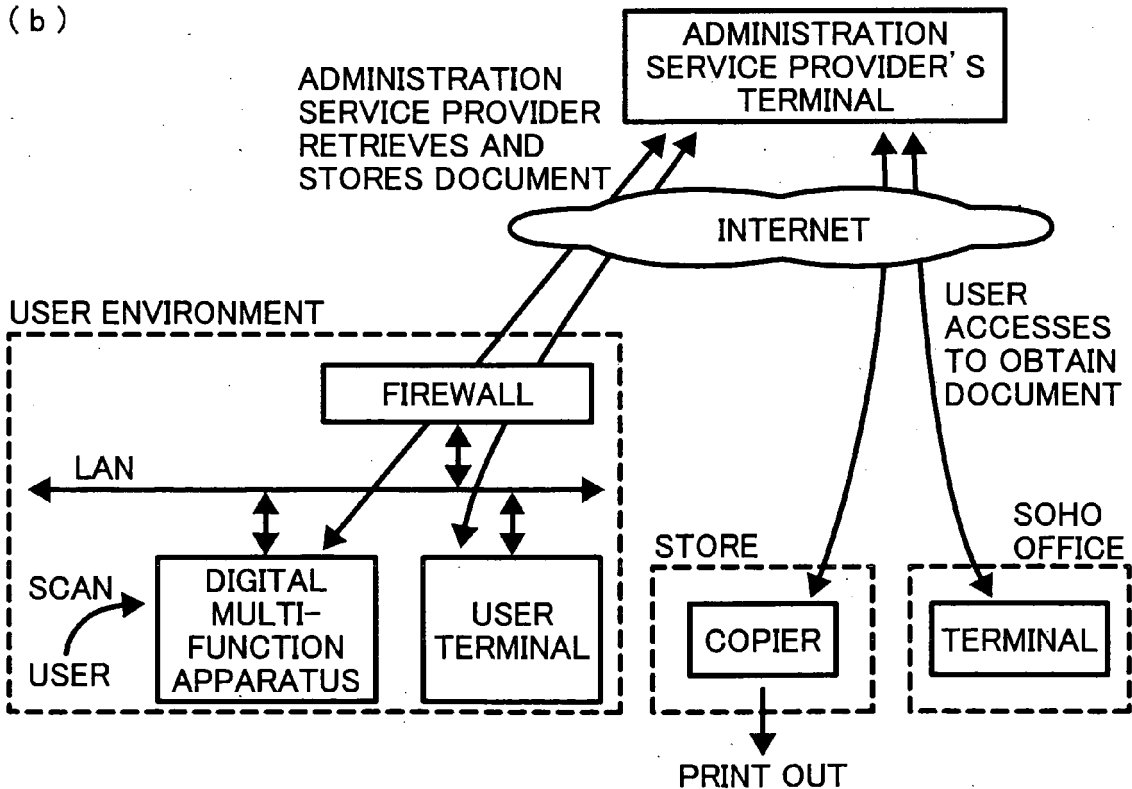 (b)
ADMINISTRATION
SERVICE PROVIDER'S
TERMINAL
ADMINISTRATION
SERVICE PROVIDER
RETRIEVES AND
STORES DOCUMENT
INTERNET
USER ENVIRONMENT
USER
ACCESSES
TO OBTAIN
DOCUMENT
FIREWALL
LAN
SCAN
USER
DIGITAL
MULTI-
FUNCTION
APPARATUS
USER
TERMINAL
STORE
COPIER
PRINT OUT
SOHO
OFFICE
TERMINAL